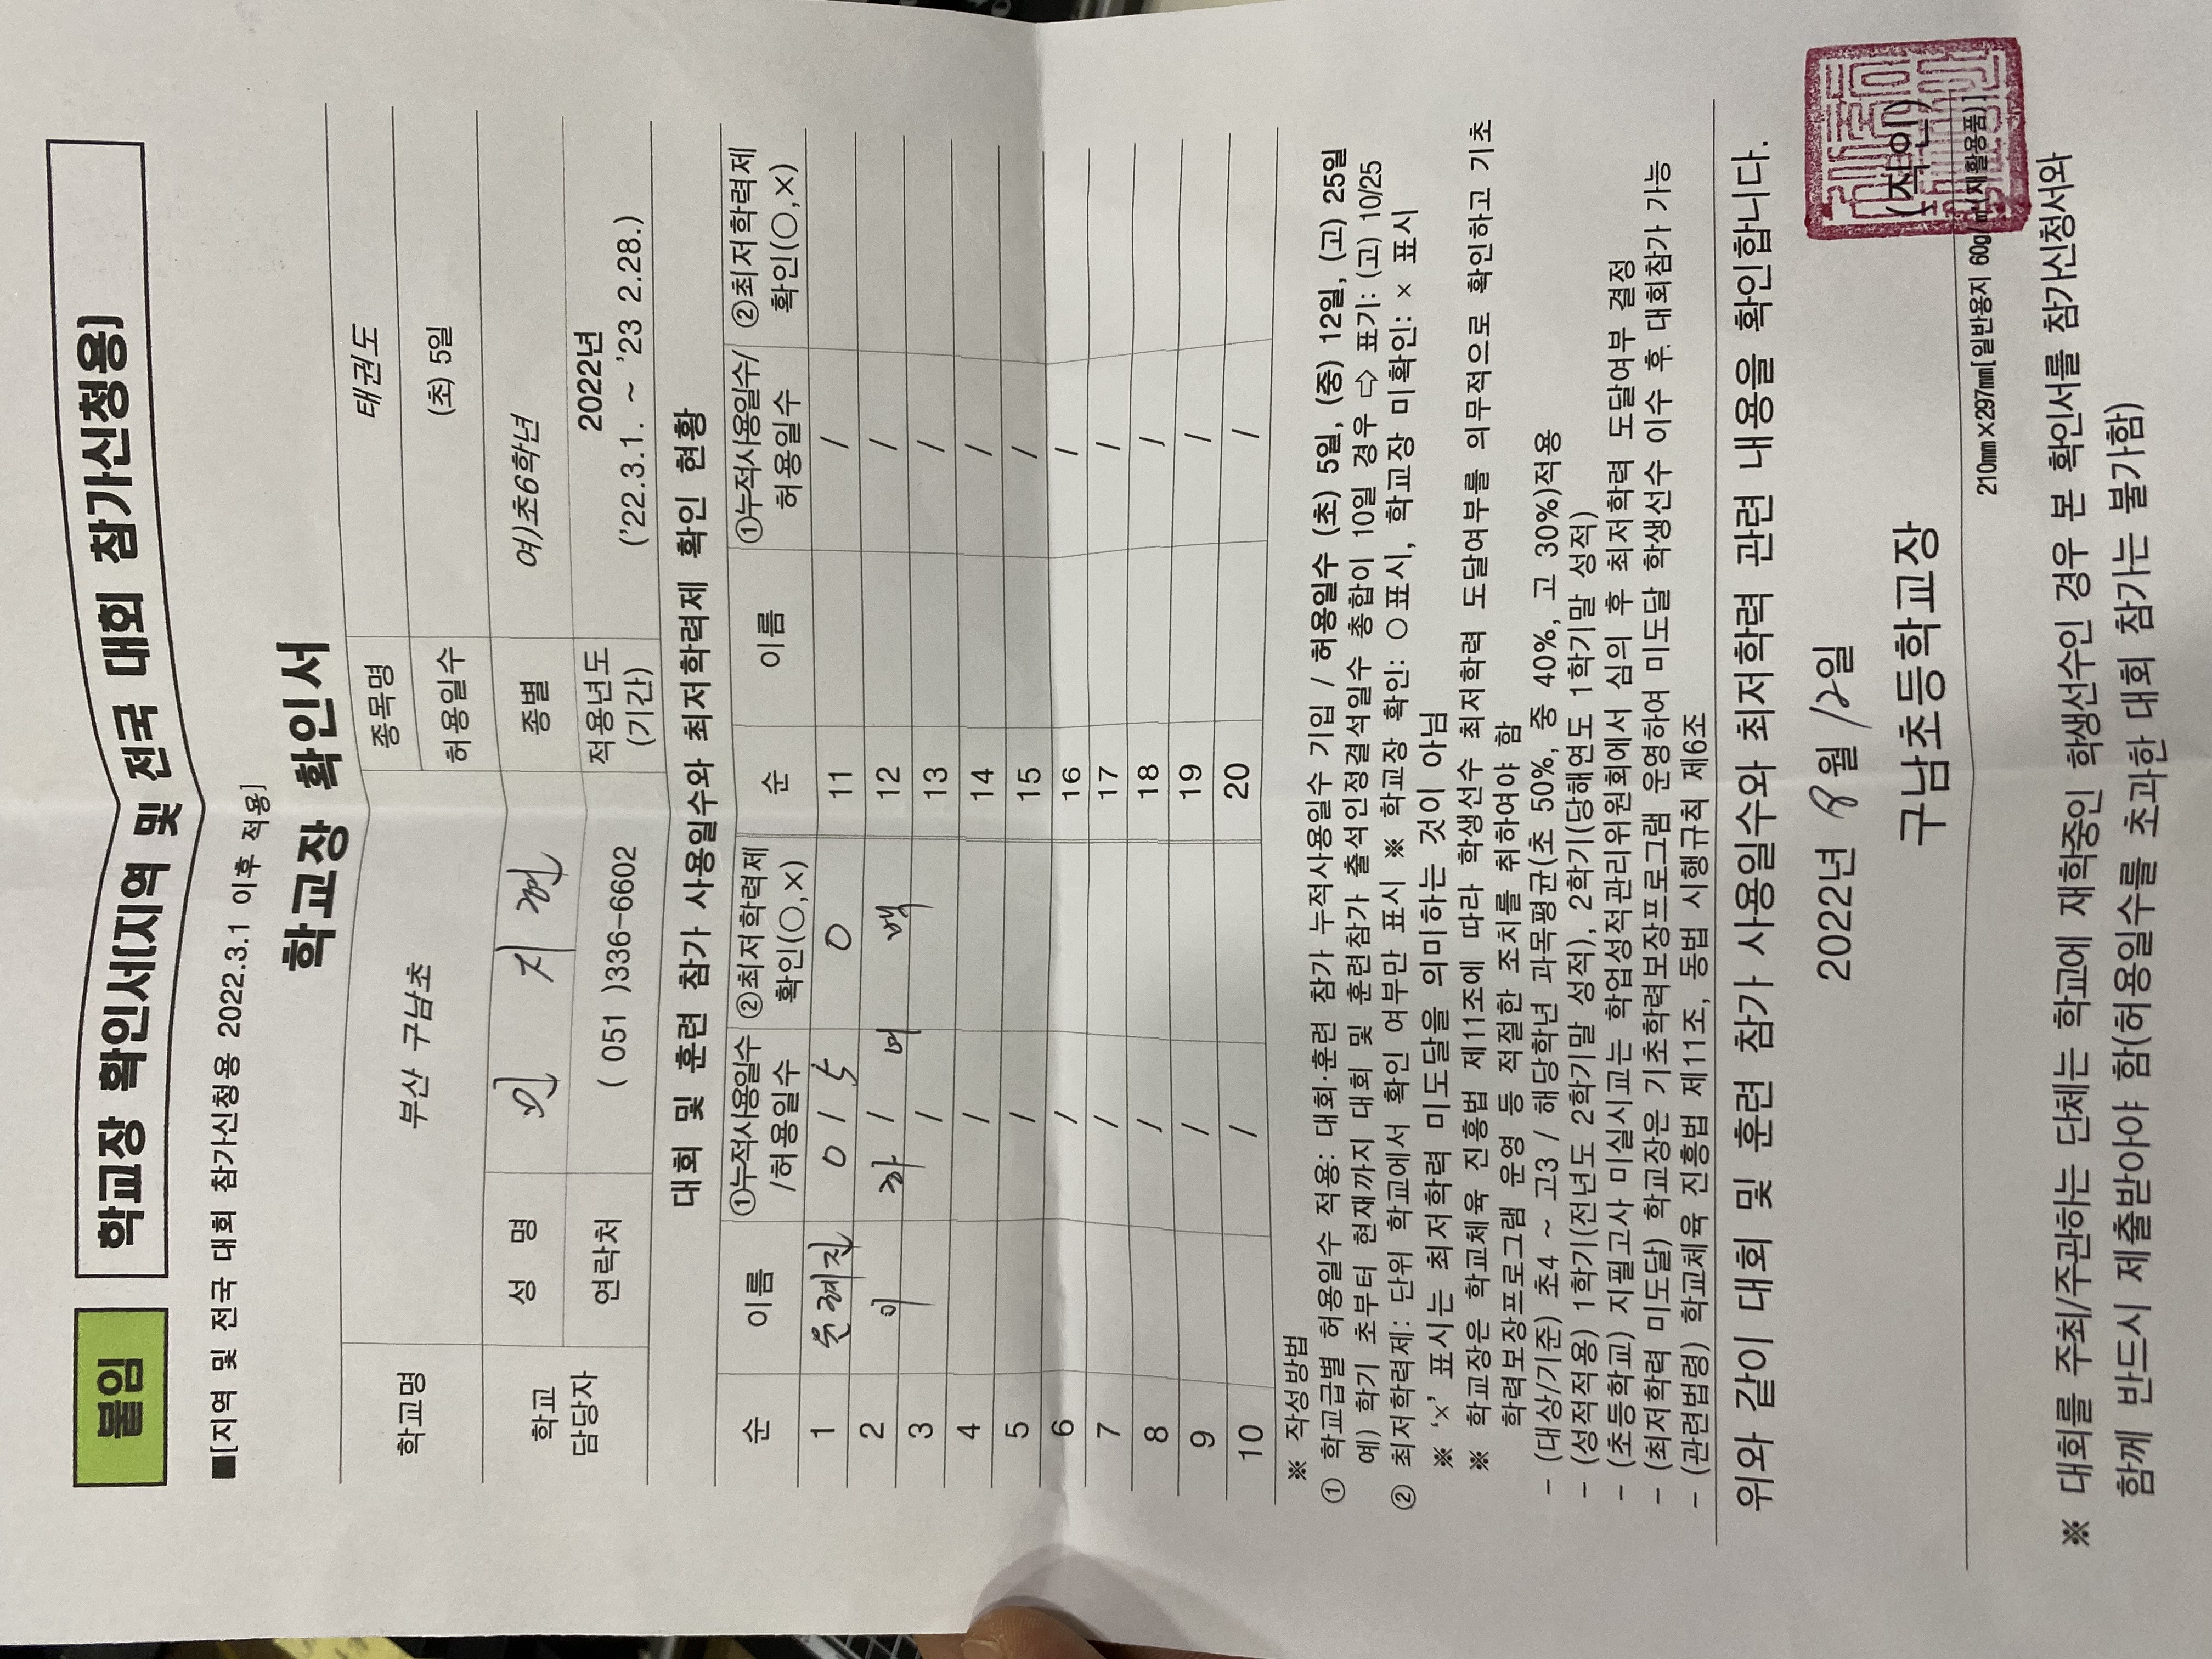 붙임
학교장 확인서(지역 및 전국 대회 참가신청용)
■[지역 및 전국 대회 참가신청용 2022.3.1 이후 적용]
학교장 확인서
학교명 부산 구남초 종목명 태권도
허용일수 (초) 5일
학교 담당자 성 명 민 지 현 종별 여)초6학년
연락처 ( 051 )336-6602 적용년도 (기간) 2022년 ('22.3.1. ~ '23 2.28.)
대회 및 훈련 참가 사용일수와 최저학력제 확인 현황
순 이름 ①누적사용일수 /허용일수 ②최저학력제 확인(○,×) 순 이름 ①누적사용일수/ 허용일수 ②최저학력제 확인(○,×)
1 윤예진 0 / 5 0 11 /
2 이 하 / 여 백 12 /
3 / 13 /
4 / 14 /
5 / 15 /
6 / 16 /
7 / 17 /
8 / 18 /
9 / 19 /
10 / 20 /
※ 작성방법
① 학교급별 허용일수 적용: 대회·훈련 참가 누적사용일수 기입 / 허용일수 (초) 5일, (중) 12일, (고) 25일
예) 학기 초부터 현재까지 대회 및 훈련참가 출석인정결석일수 총합이 10일 경우 ⇨ 표기: (고) 10/25
② 최저학력제: 단위 학교에서 확인 여부만 표시 ※ 학교장 확인: ○표시, 학교장 미확인: × 표시
※ '×' 표시는 최저학력 미도달을 의미하는 것이 아님
※ 학교장은 학교체육 진흥법 제11조에 따라 학생선수 최저학력 도달여부를 의무적으로 확인하고 기초
학력보장프로그램 운영 등 적절한 조치를 취하여야 함
- (대상/기준) 초4 ~ 고3 / 해당학년 과목평균(초 50%, 중 40%, 고 30%)적용
- (성적적용) 1학기(전년도 2학기말 성적), 2학기(당해연도 1학기말 성적)
- (초등학교) 지필고사 미실시교는 학업성적관리위원회에서 심의 후 최저학력 도달여부 결정
- (최저학력 미도달) 학교장은 기초학력보장프로그램 운영하여 미도달 학생선수 이수 후 대회참가 가능
- (관련법령) 학교체육 진흥법 제11조, 동법 시행규칙 제6조
위와 같이 대회 및 훈련 참가 사용일수와 최저학력 관련 내용을 확인합니다.
2022년 8월 12일
구남초등학교장 (직인)
210㎜×297㎜[일반용지 60g/㎡(재활용품)]
※ 대회를 주최/주관하는 단체는 학교에 재학중인 학생선수인 경우 본 확인서를 참가신청서와
함께 반드시 제출받아야 함(허용일수를 초과한 대회 참가는 불가함)